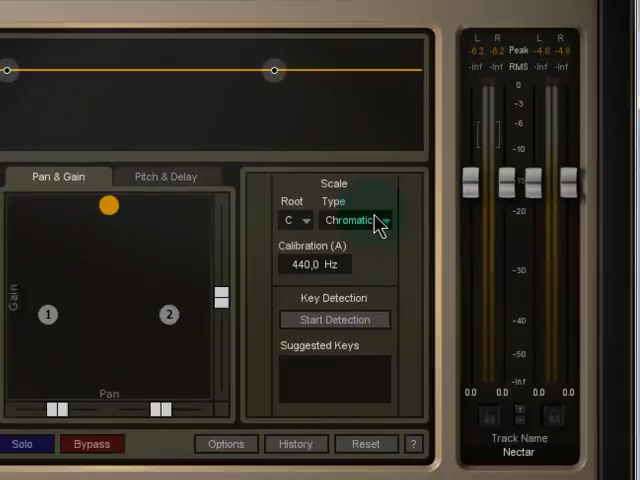 L R L R
-6.2 -6.2 Peak -4.8 -4.8
-Inf -Inf RMS -Inf -Inf
0
-3
-6
-10
-15
-20
-30
-40
-50
-Inf
0.0 0.0 0.0 0.0
Track Name
Nectar
Pan & Gain Pitch & Delay
Gain
1 2
Pan
Scale
Root Type
C Chromatic
Calibration (A)
440,0 Hz
Key Detection
Start Detection
Suggested Keys
Solo Bypass Options History Reset ?